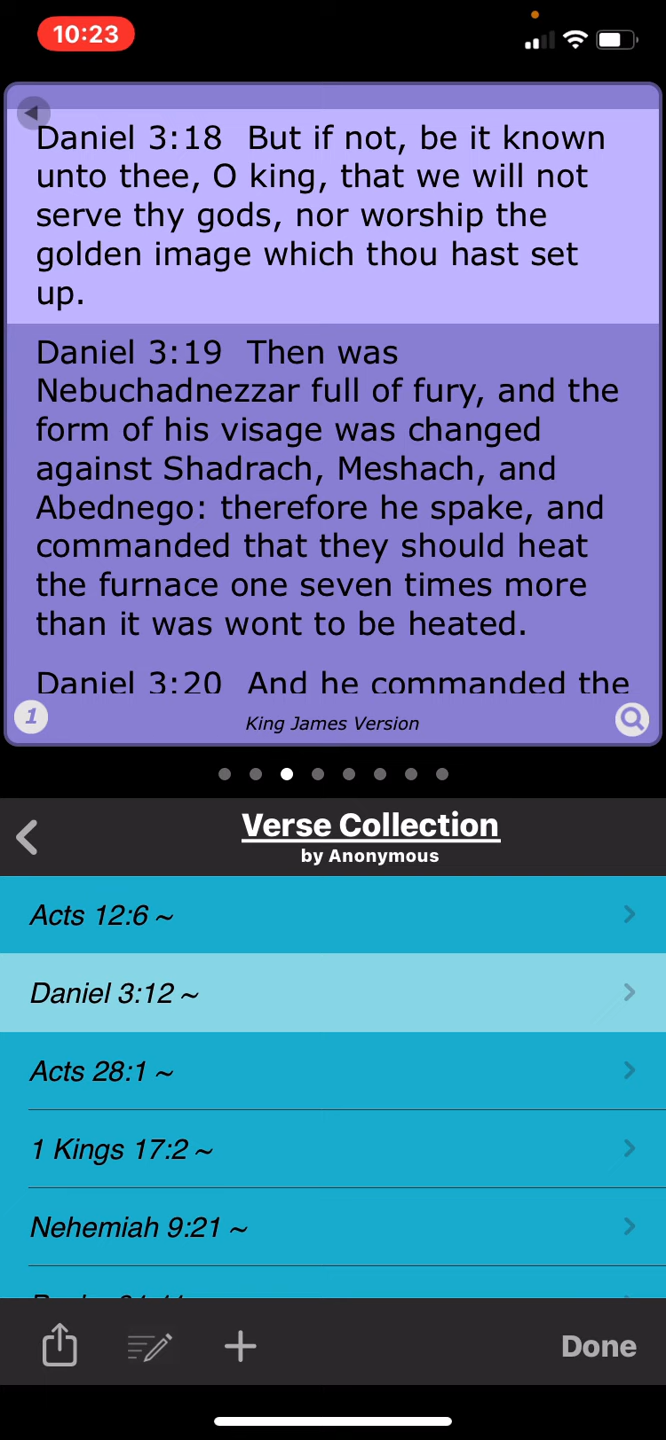 10:23
Daniel 3:18 But if not, be it known
unto thee, O king, that we will not
serve thy gods, nor worship the
golden image which thou hast set
up.
Daniel 3:19 Then was
Nebuchadnezzar full of fury, and the
form of his visage was changed
against Shadrach, Meshach, and
Abednego: therefore he spake, and
commanded that they should heat
the furnace one seven times more
than it was wont to be heated.
Daniel 3:20 And he commanded the
1
King James Version
Verse Collection
by Anonymous
Acts 12:6 ~
Daniel 3:12 ~
Acts 28:1 ~
1 Kings 17:2 ~
Nehemiah 9:21 ~
Done